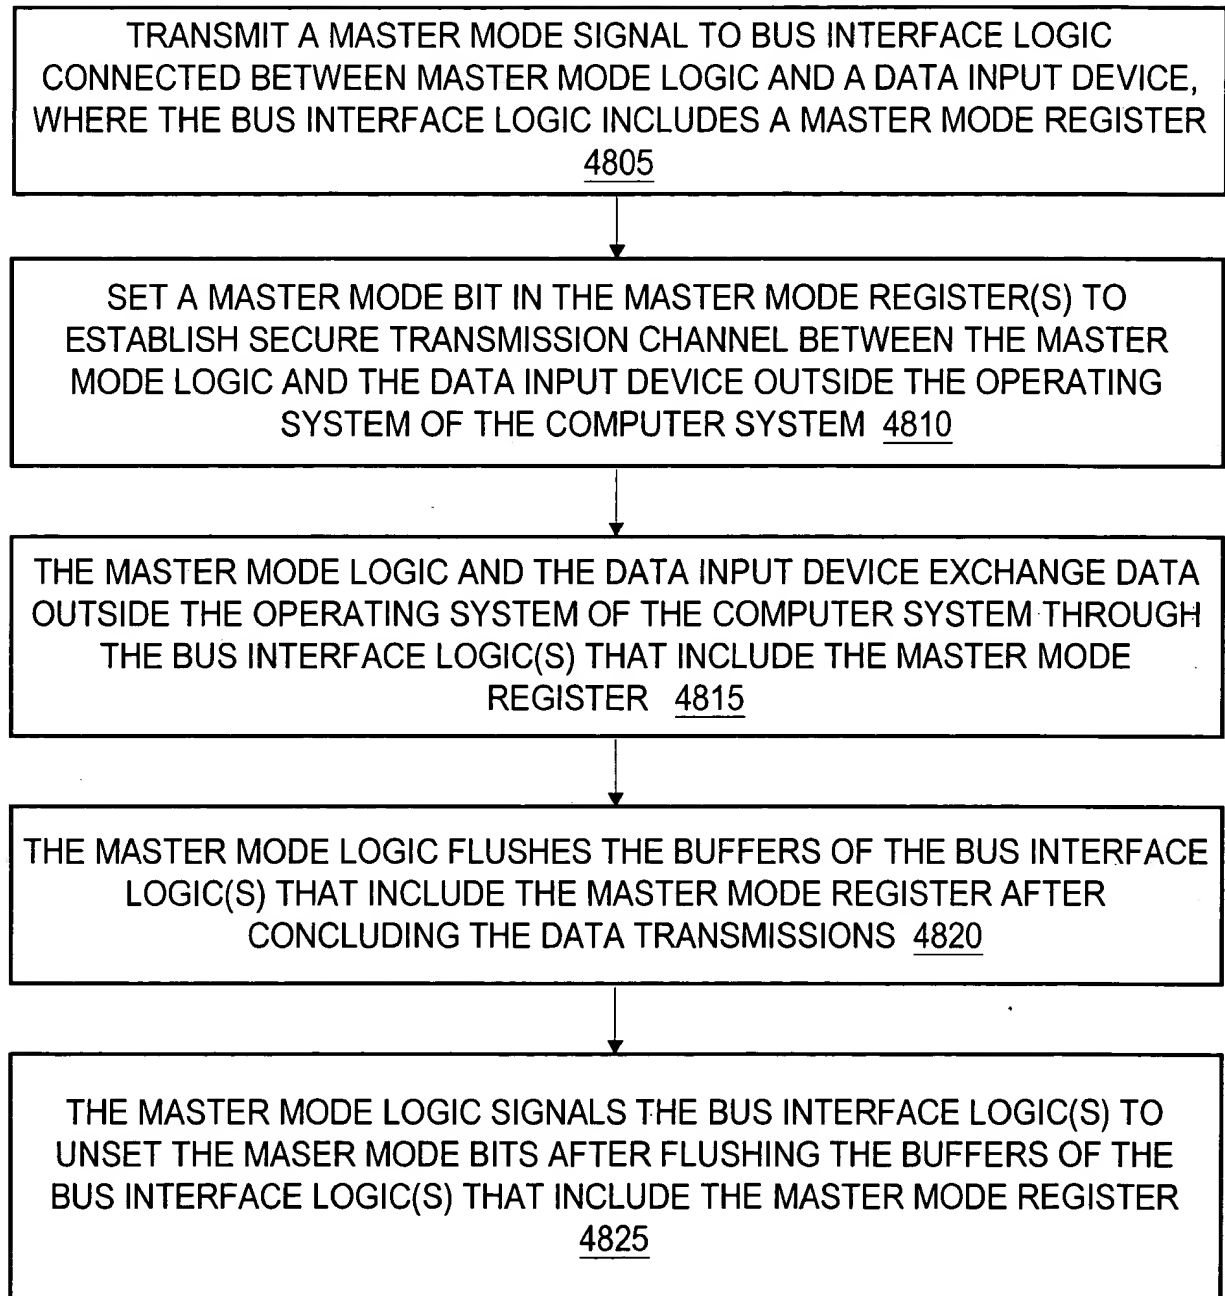 TRANSMIT A MASTER MODE SIGNAL TO BUS INTERFACE LOGIC
CONNECTED BETWEEN MASTER MODE LOGIC AND A DATA INPUT DEVICE,
WHERE THE BUS INTERFACE LOGIC INCLUDES A MASTER MODE REGISTER
4805
SET A MASTER MODE BIT IN THE MASTER MODE REGISTER(S) TO
ESTABLISH SECURE TRANSMISSION CHANNEL BETWEEN THE MASTER
MODE LOGIC AND THE DATA INPUT DEVICE OUTSIDE THE OPERATING
SYSTEM OF THE COMPUTER SYSTEM 4810
THE MASTER MODE LOGIC AND THE DATA INPUT DEVICE EXCHANGE DATA
OUTSIDE THE OPERATING SYSTEM OF THE COMPUTER SYSTEM THROUGH
THE BUS INTERFACE LOGIC(S) THAT INCLUDE THE MASTER MODE
REGISTER 4815
THE MASTER MODE LOGIC FLUSHES THE BUFFERS OF THE BUS INTERFACE
LOGIC(S) THAT INCLUDE THE MASTER MODE REGISTER AFTER
CONCLUDING THE DATA TRANSMISSIONS 4820
THE MASTER MODE LOGIC SIGNALS THE BUS INTERFACE LOGIC(S) TO
UNSET THE MASER MODE BITS AFTER FLUSHING THE BUFFERS OF THE
BUS INTERFACE LOGIC(S) THAT INCLUDE THE MASTER MODE REGISTER
4825